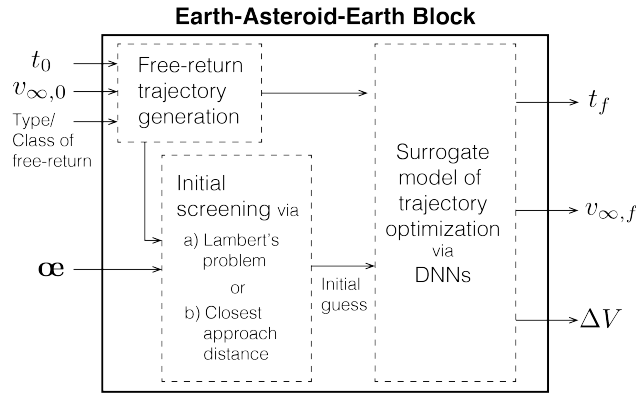 Earth-Asteroid-Earth Block
t₀
v∞,0
Type/
Class of
free-return
Free-return
trajectory
generation
œ
Initial
screening via
a) Lambert's
problem
or
b) Closest
approach
distance
Initial
guess
Surrogate
model of
trajectory
optimization
via
DNNs
t_f
v∞,f
ΔV